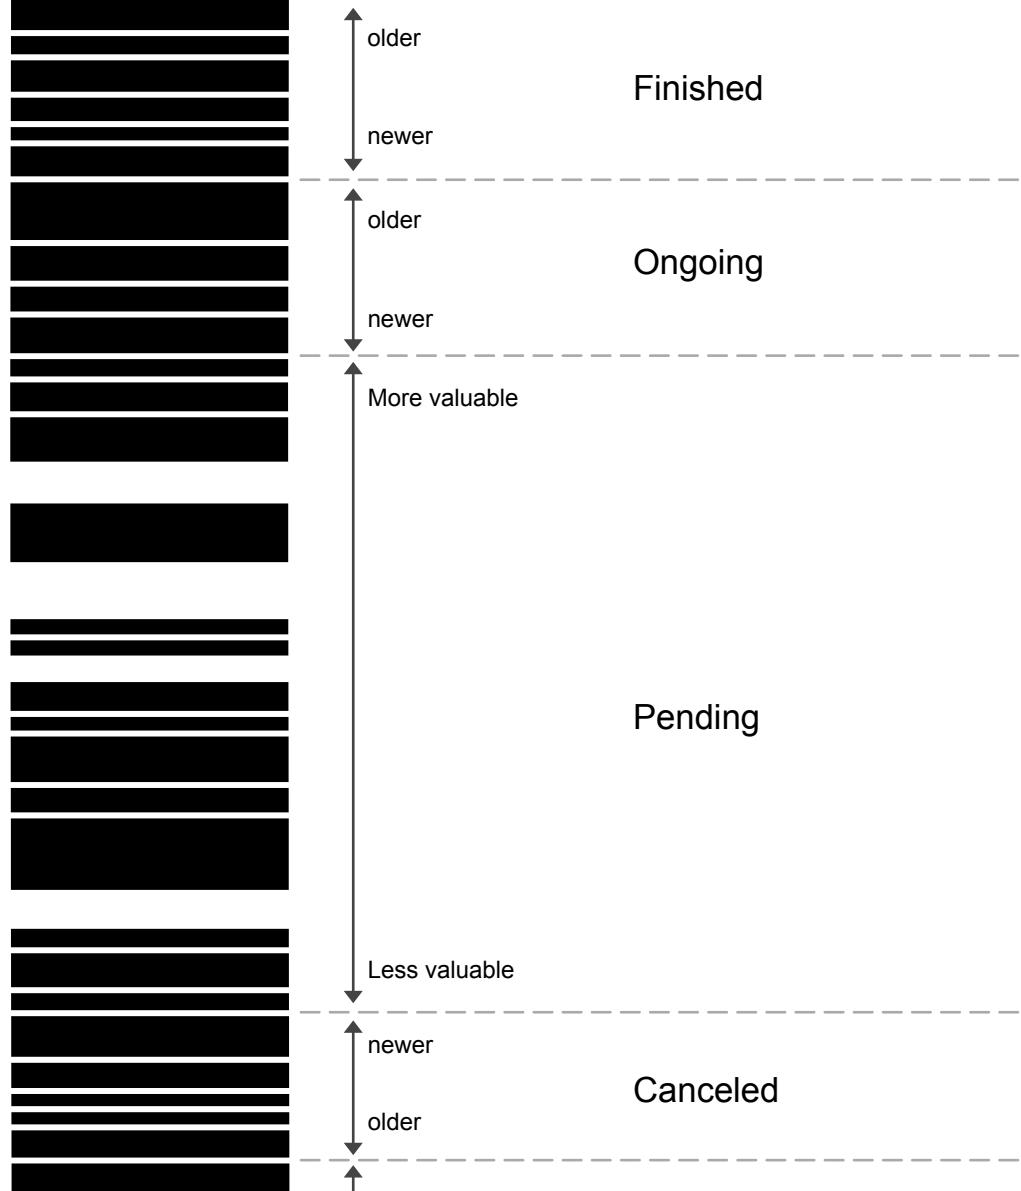 older
Finished
newer
older
Ongoing
newer
More valuable
Pending
Less valuable
newer
Canceled
older